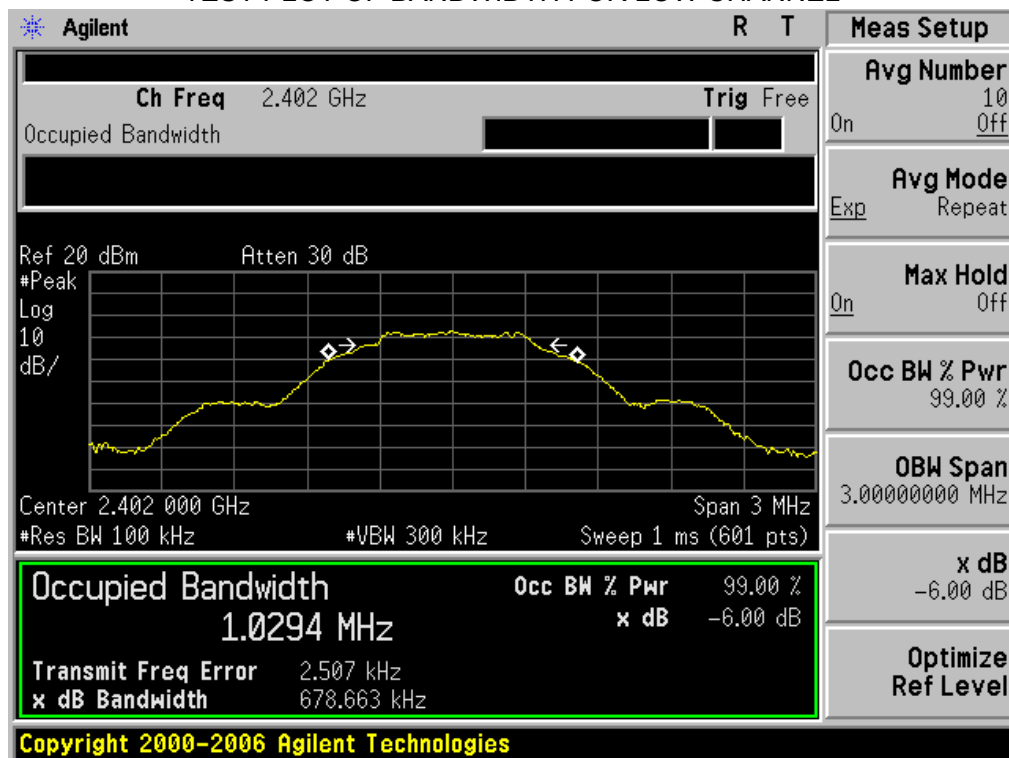 Agilent R T
Meas Setup
Ch Freq 2.402 GHz Trig Free
Occupied Bandwidth
Ref 20 dBm Atten 30 dB
#Peak
Log
10
dB/
Center 2.402 000 GHz Span 3 MHz
#Res BW 100 kHz #VBW 300 kHz Sweep 1 ms (601 pts)
Occupied Bandwidth Occ BW % Pwr 99.00 %
1.0294 MHz x dB -6.00 dB
Transmit Freq Error 2.507 kHz
x dB Bandwidth 678.663 kHz
Avg Number
10
On Off
Avg Mode
Exp Repeat
Max Hold
On Off
Occ BW % Pwr
99.00 %
OBW Span
3.00000000 MHz
x dB
-6.00 dB
Optimize
Ref Level
Copyright 2000-2006 Agilent Technologies